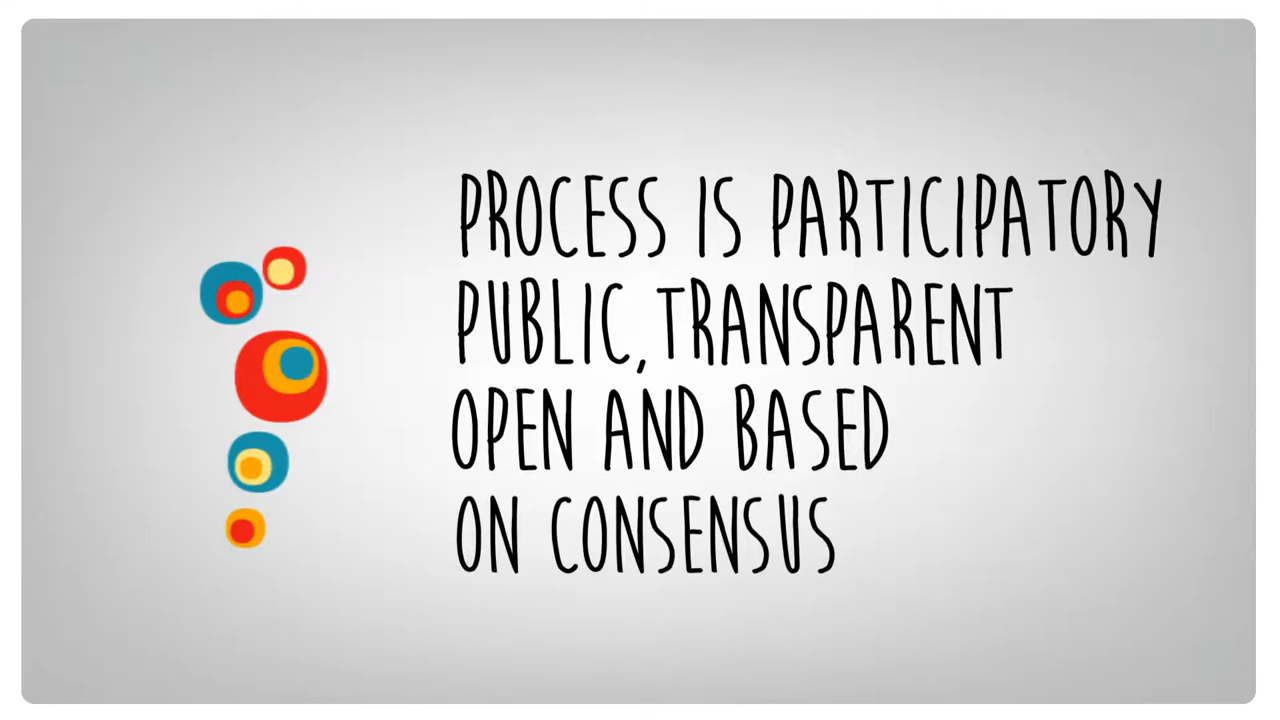 PROCESS IS PARTICIPATORY
PUBLIC, TRANSPARENT
OPEN AND BASED
ON CONSENSUS